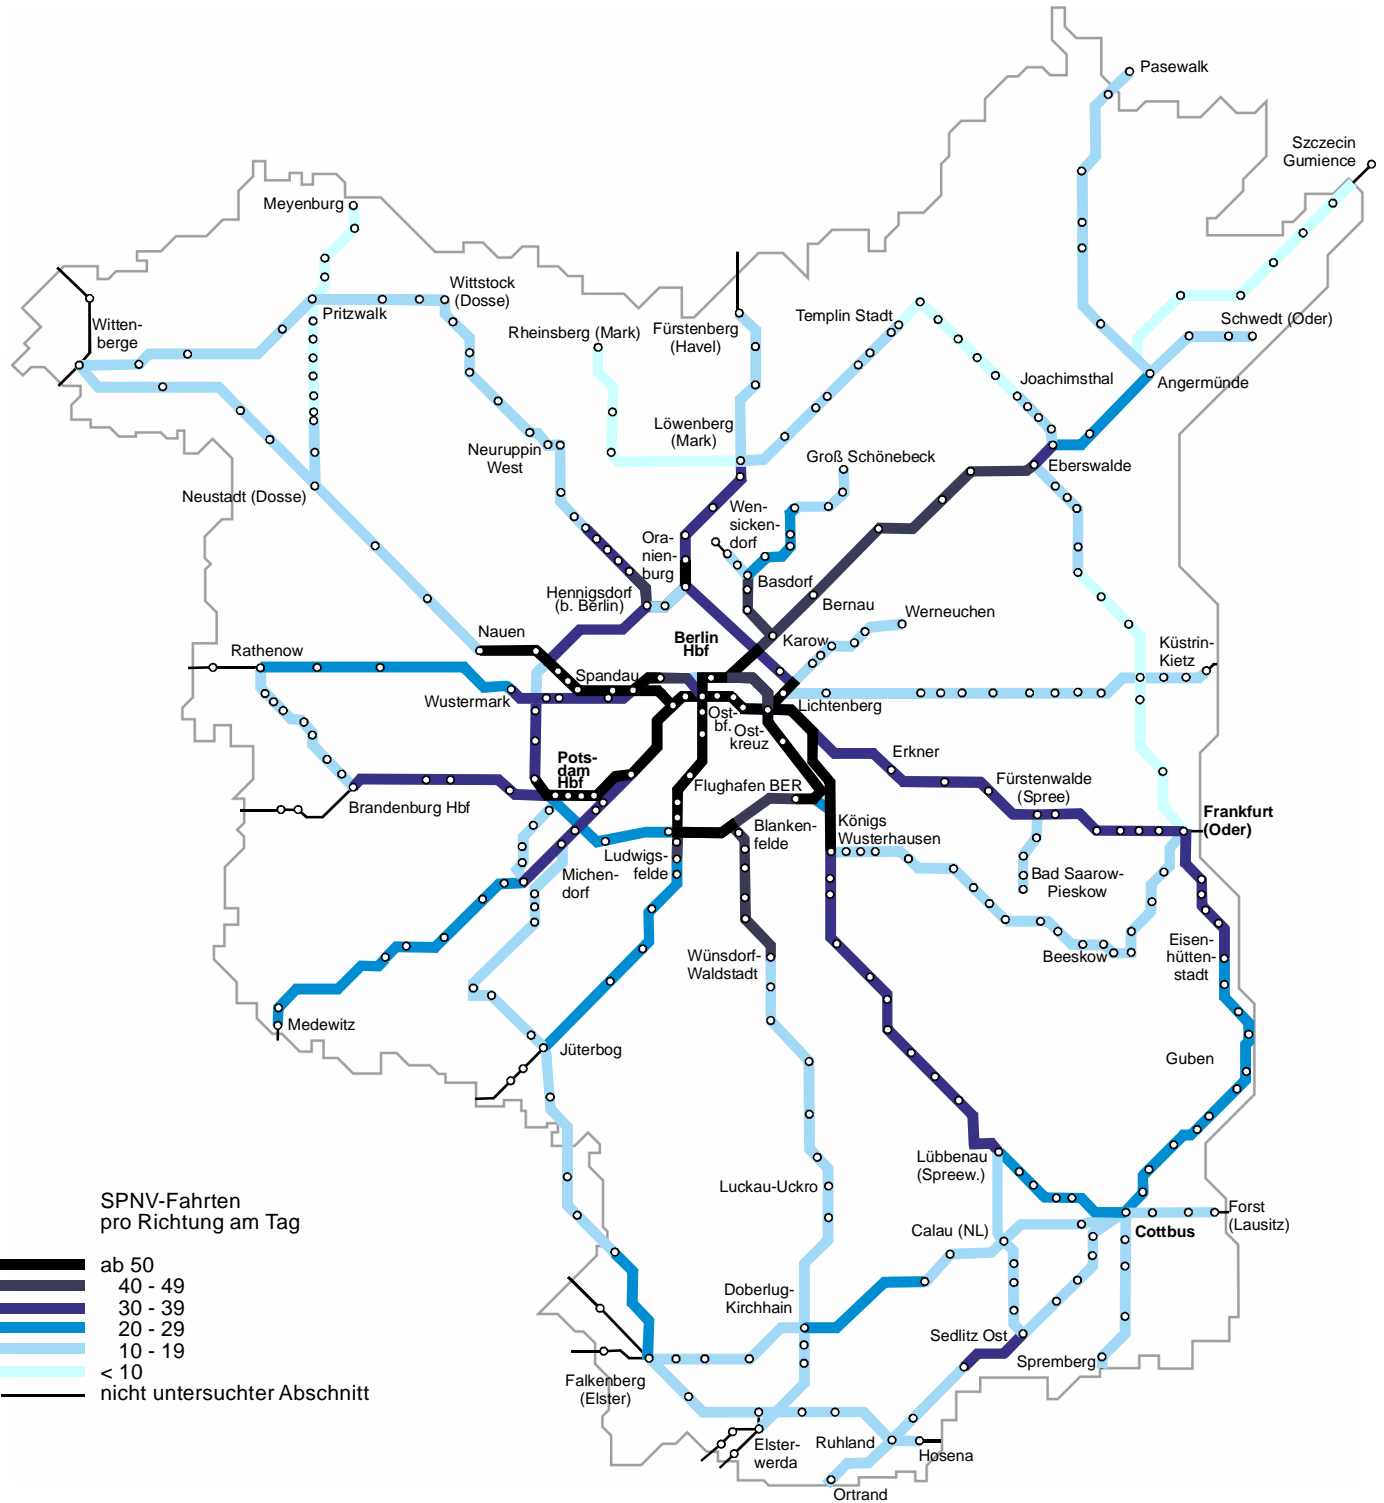 Pasewalk
Szczecin
Gumience
Meyenburg
Wittstock
(Dosse)
Pritzwalk
Witten-
berge
Rheinsberg (Mark)
Fürstenberg
(Havel)
Templin Stadt
Schwedt (Oder)
Joachimsthal
Angermünde
Löwenberg
(Mark)
Neuruppin
West
Groß Schönebeck
Eberswalde
Neustadt (Dosse)
Wen-
sicken-
dorf
Ora-
nien-
burg
Basdorf
Hennigsdorf
(b. Berlin)
Bernau
Werneuchen
Nauen
Berlin
Hbf
Karow
Küstrin-
Kietz
Rathenow
Spandau
Wustermark
Lichtenberg
Ost-
bf.
Ost-
kreuz
Erkner
Pots-
dam
Hbf
Flughafen BER
Fürstenwalde
(Spree)
Brandenburg Hbf
Frankfurt
(Oder)
Blanken-
felde
Königs
Wusterhausen
Ludwigs-
felde
Michen-
dorf
Bad Saarow-
Pieskow
Wünsdorf-
Waldstadt
Beeskow
Eisen-
hütten-
stadt
Medewitz
Jüterbog
Guben
Lübbenau
(Spreew.)
Luckau-Uckro
SPNV-Fahrten
pro Richtung am Tag
Calau (NL)
Cottbus
Forst
(Lausitz)
ab 50
40 - 49
30 - 39
20 - 29
10 - 19
< 10
nicht untersuchter Abschnitt
Doberlug-
Kirchhain
Sedlitz Ost
Spremberg
Falkenberg
(Elster)
Elster-
werda
Ruhland
Hosena
Ortrand